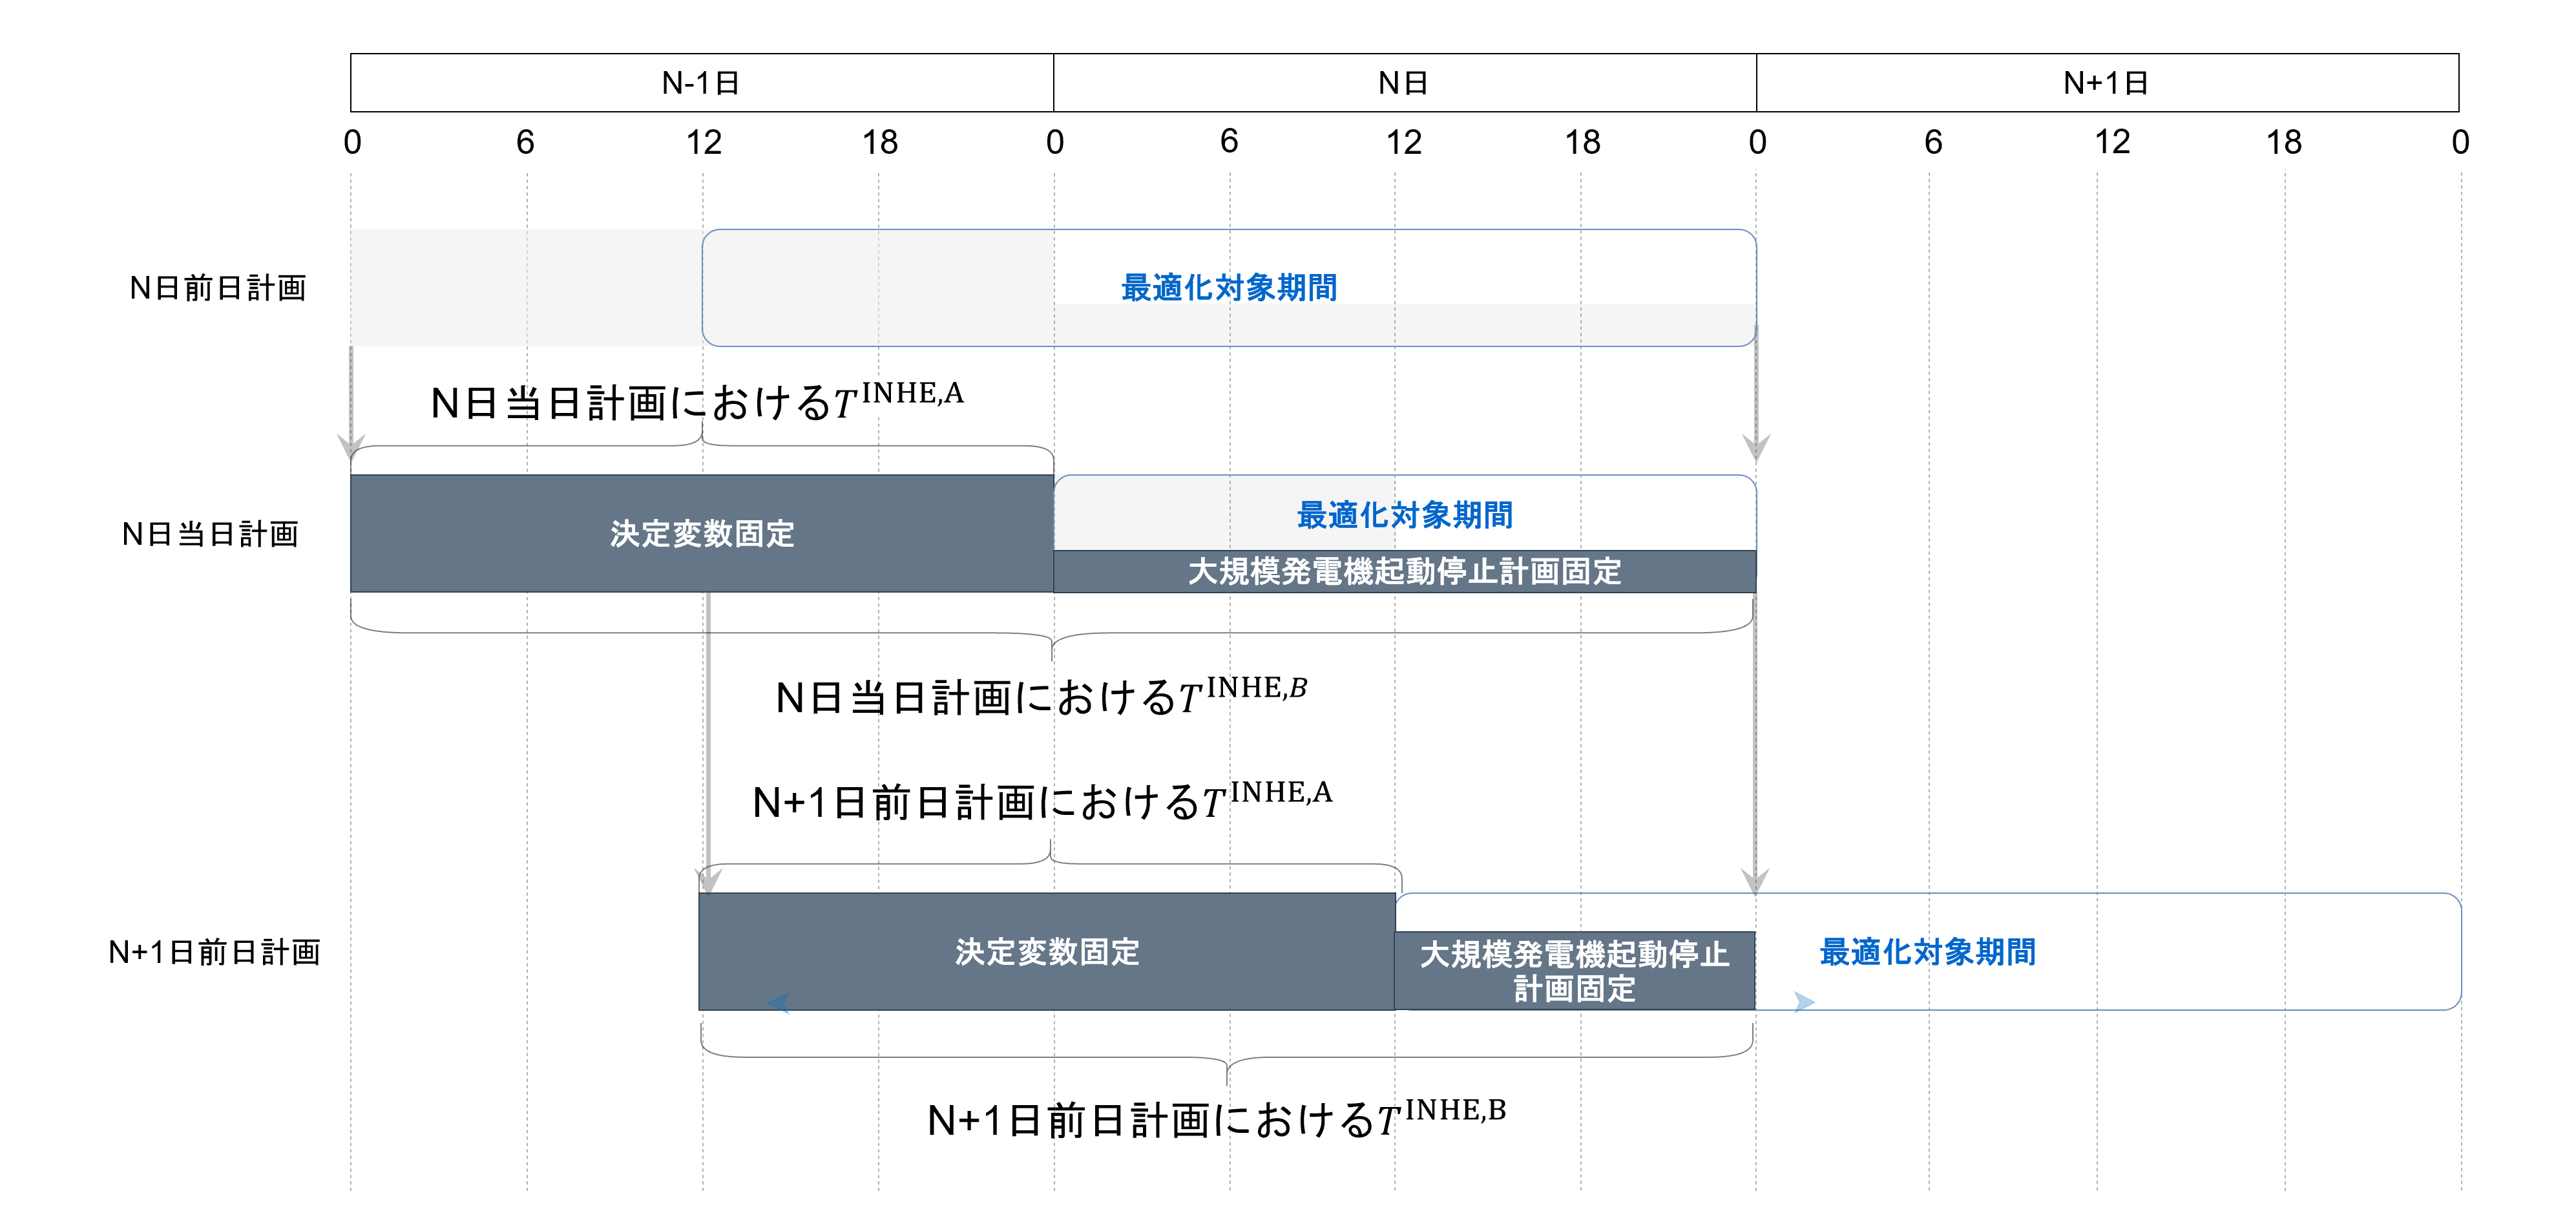 N-1日 N日 N+1日
0 6 12 18 0 6 12 18 0 6 12 18 0
N日前日計画
最適化対象期間
N日当日計画におけるT^INHE,A
N日当日計画
決定変数固定
最適化対象期間
大規模発電機起動停止計画固定
N日当日計画におけるT^INHE,B
N+1日前日計画におけるT^INHE,A
N+1日前日計画
決定変数固定
大規模発電機起動停止
計画固定
最適化対象期間
N+1日前日計画におけるT^INHE,B